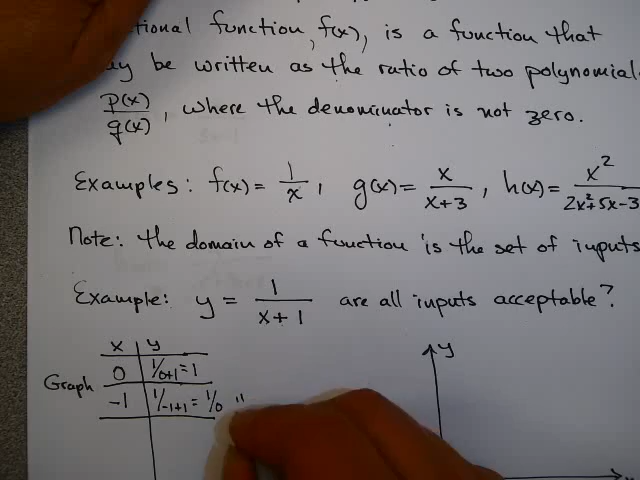 tional function, f(x), is a function that
be written as the ratio of two polynomial
p(x)/q(x), where the denominator is not zero.
Examples: f(x) = 1/x, g(x) = x/(x+3), h(x) = x²/(2x²+5x-3
Note: the domain of a function is the set of inputs
Example: y = 1/(x+1) are all inputs acceptable?
Graph
x y
0 1/0+1 = 1
-1 1/-1+1 = 1/0 "
y